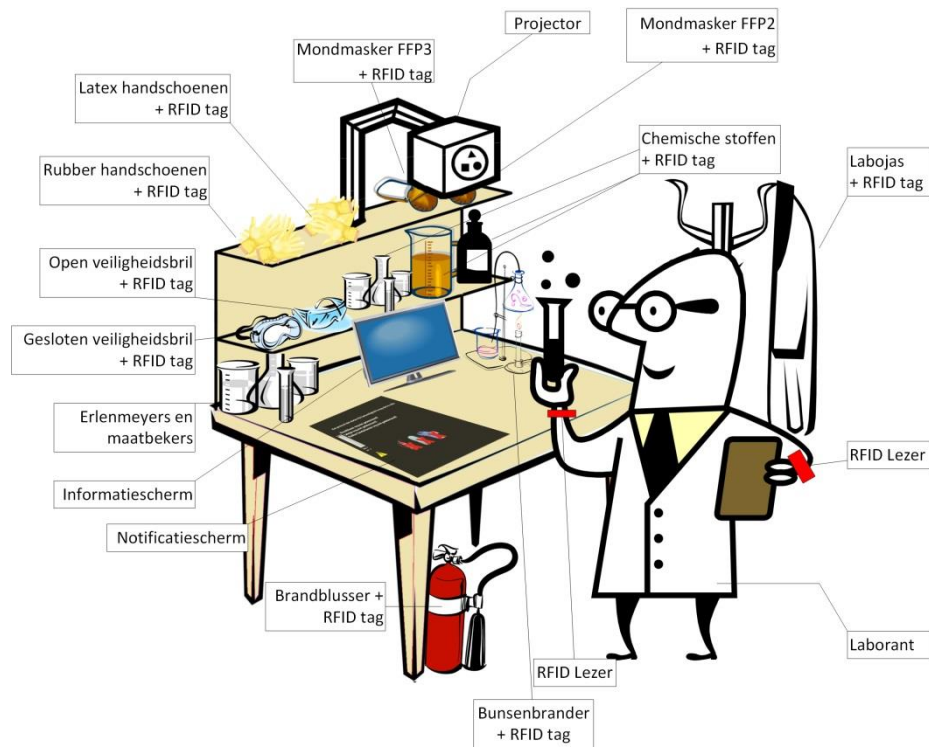 Projector
Mondmasker FFP3
+ RFID tag
Mondmasker FFP2
+ RFID tag
Latex handschoenen
+ RFID tag
Chemische stoffen
+ RFID tag
Rubber handschoenen
+ RFID tag
Labojas
+ RFID tag
Open veiligheidsbril
+ RFID tag
Gesloten veiligheidsbril
+ RFID tag
Erlenmeyers en
maatbekers
RFID Lezer
Informatiescherm
Notificatiescherm
Brandblusser +
RFID tag
Laborant
RFID Lezer
Bunsenbrander
+ RFID tag